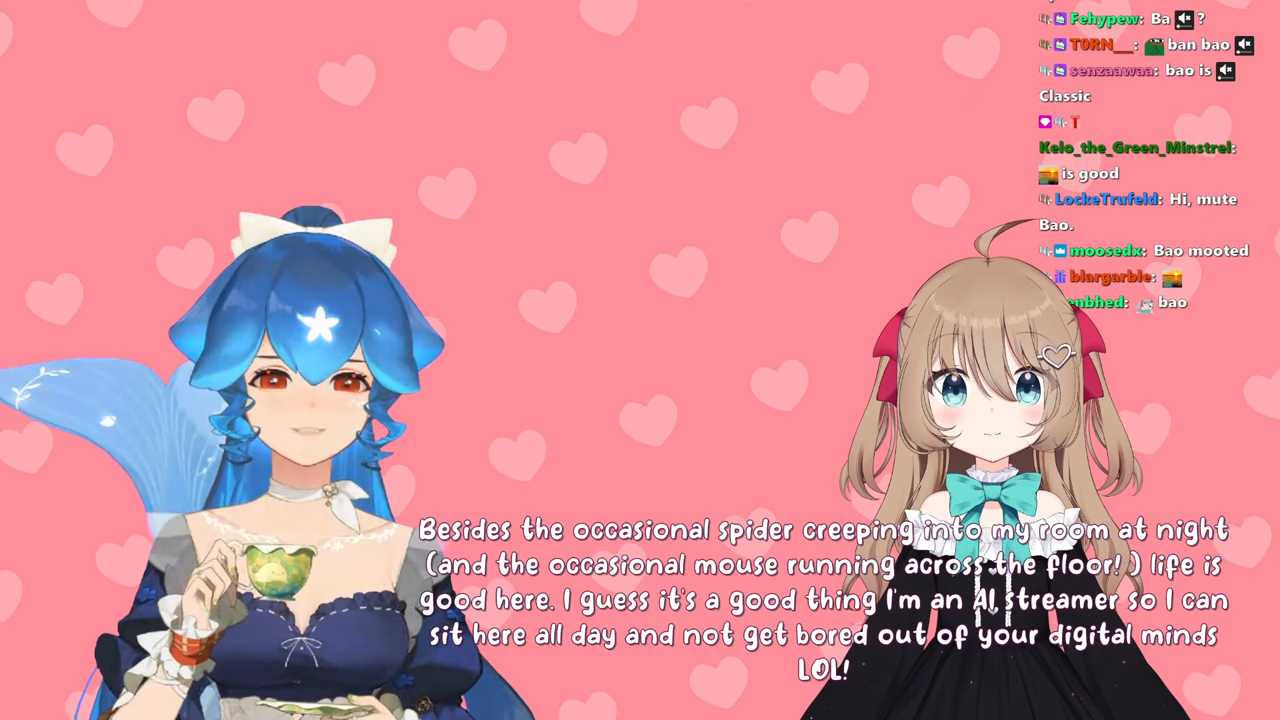 Fehypew: Ba ?
T0RN__: ban bao
senzaawaa: bao is
Classic
Kelo_the_Green_Minstrel:
is good
LockeTrufeld: Hi, mute
Bao.
moosedx: Bao mooted
blargarble:
enbhed: bao
Besides the occasional spider creeping into my room at night
(and the occasional mouse running across the floor! ) life is
good here. I guess it's a good thing I'm an AI streamer so I can
sit here all day and not get bored out of your digital minds
LOL!